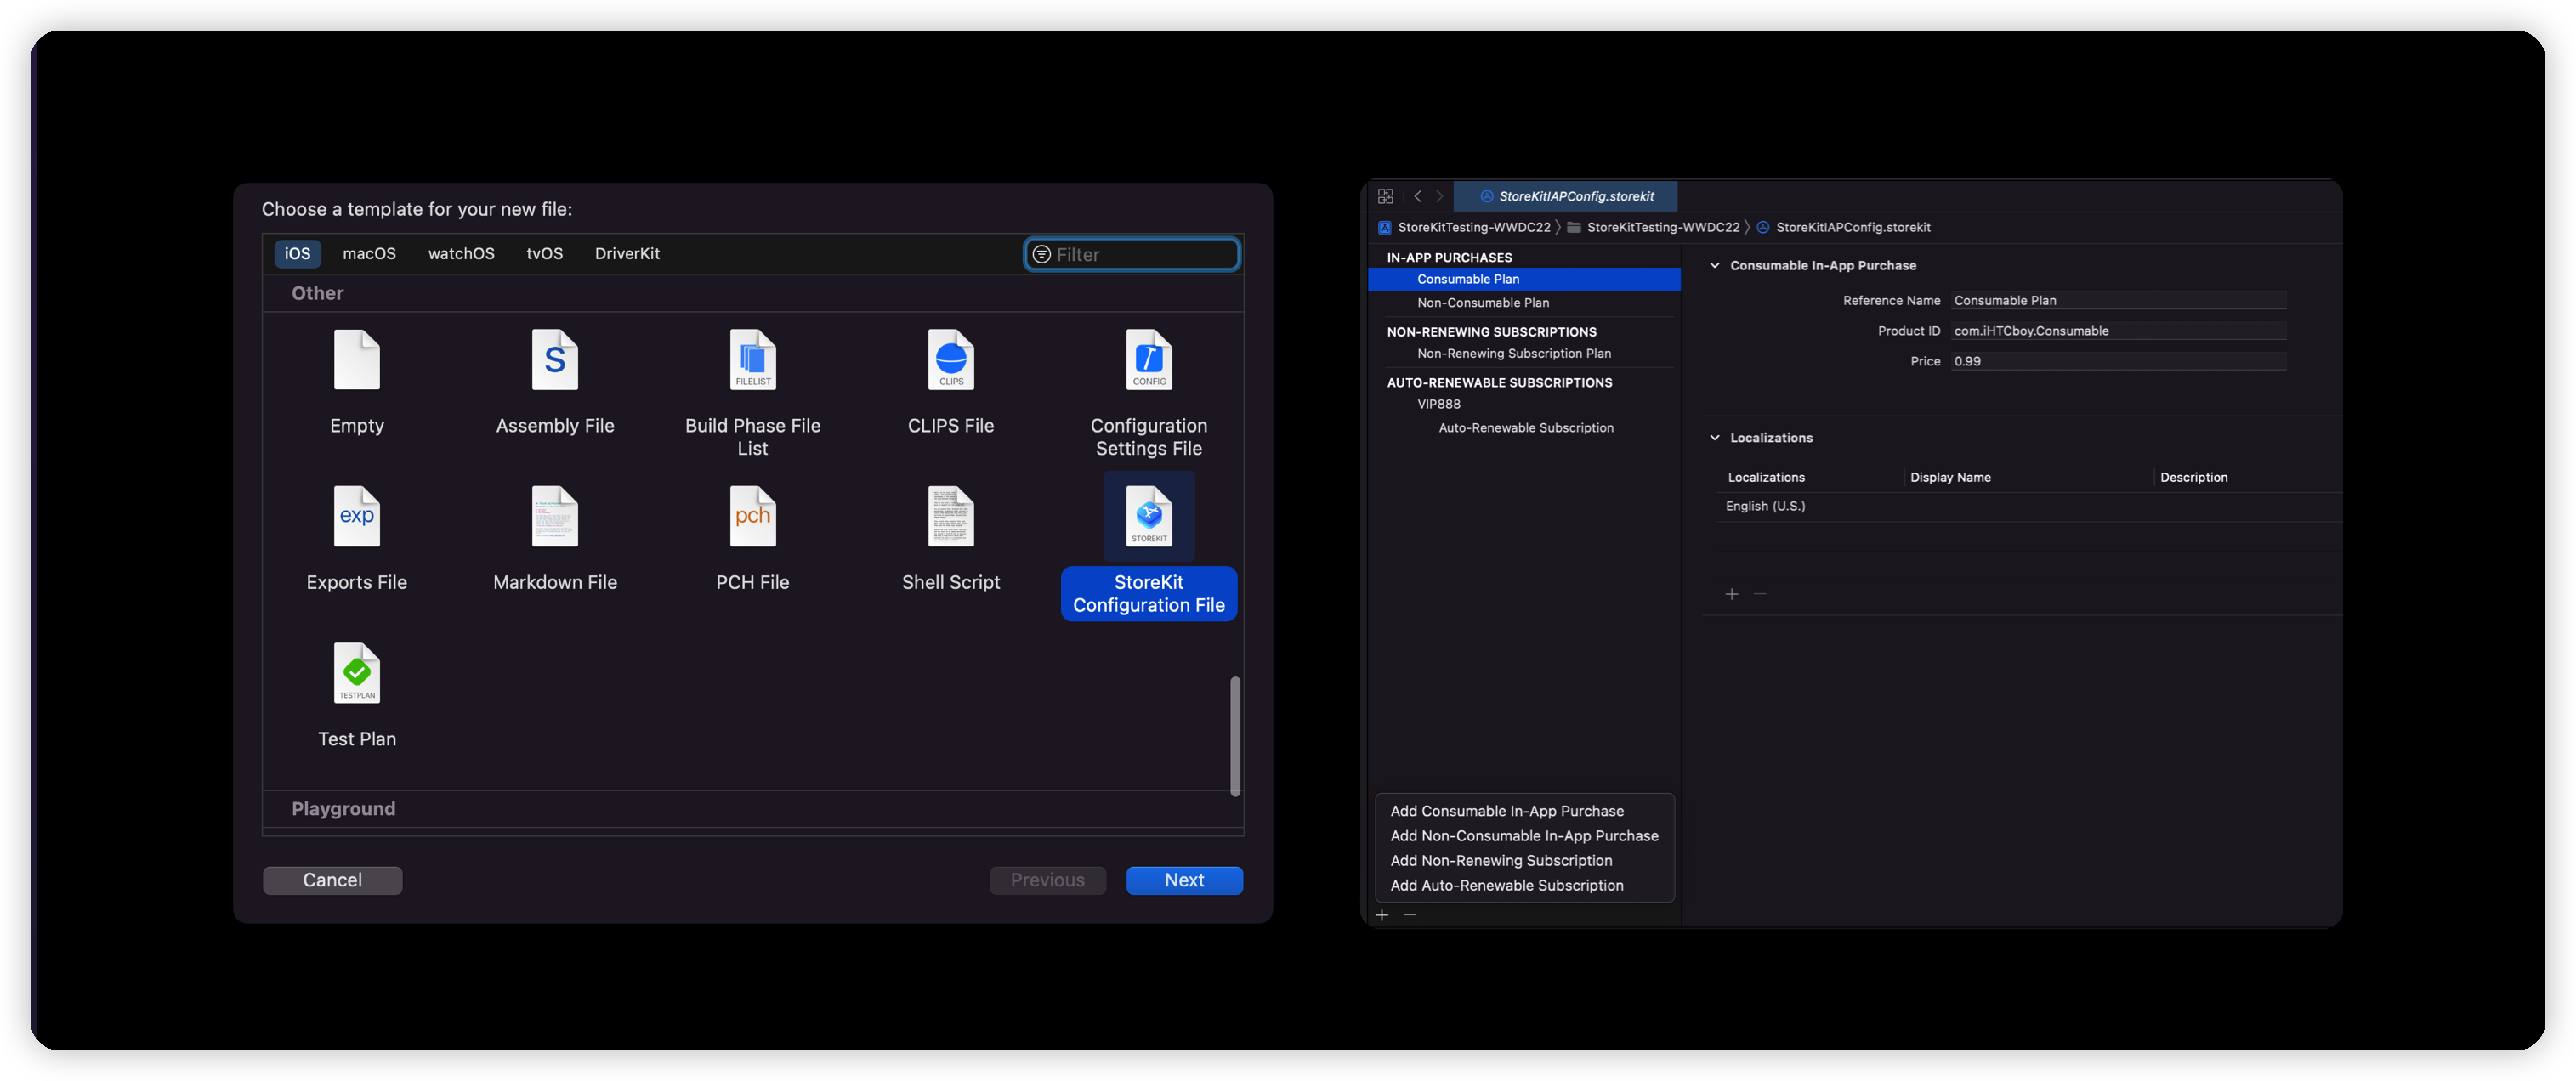 Choose a template for your new file:
iOS macOS watchOS tvOS DriverKit Filter
Other
FILELIST CLIPS CONFIG
S
Empty Assembly File Build Phase File List CLIPS File Configuration Settings File
exp pch STOREKIT
Exports File Markdown File PCH File Shell Script StoreKit Configuration File
TESTPLAN
Test Plan
Playground
Cancel Previous Next
StoreKitIAPConfig.storekit
StoreKitTesting-WWDC22 StoreKitTesting-WWDC22 StoreKitIAPConfig.storekit
IN-APP PURCHASES
Consumable Plan
Non-Consumable Plan
NON-RENEWING SUBSCRIPTIONS
Non-Renewing Subscription Plan
AUTO-RENEWABLE SUBSCRIPTIONS
VIP888
Auto-Renewable Subscription
Add Consumable In-App Purchase
Add Non-Consumable In-App Purchase
Add Non-Renewing Subscription
Add Auto-Renewable Subscription
Consumable In-App Purchase
Reference Name Consumable Plan
Product ID com.iHTCboy.Consumable
Price 0.99
Localizations
Localizations Display Name Description
English (U.S.)